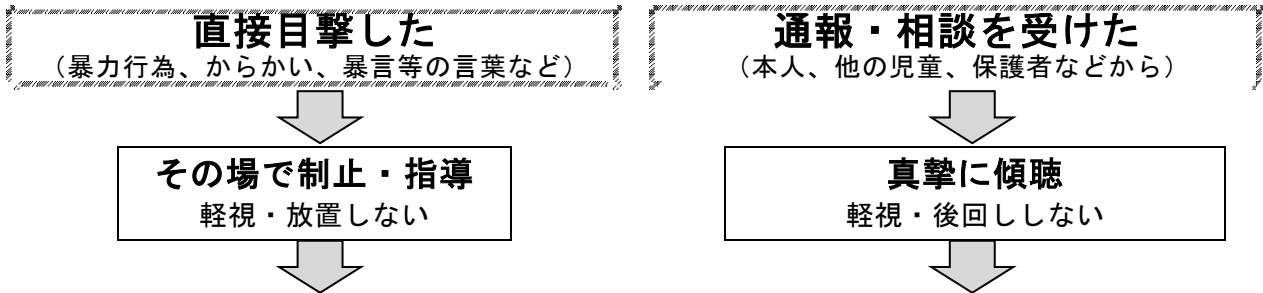 直接目撃した
（暴力行為、からかい、暴言等の言葉など）
その場で制止・指導
軽視・放置しない
通報・相談を受けた
（本人、他の児童、保護者などから）
真摯に傾聴
軽視・後回ししない